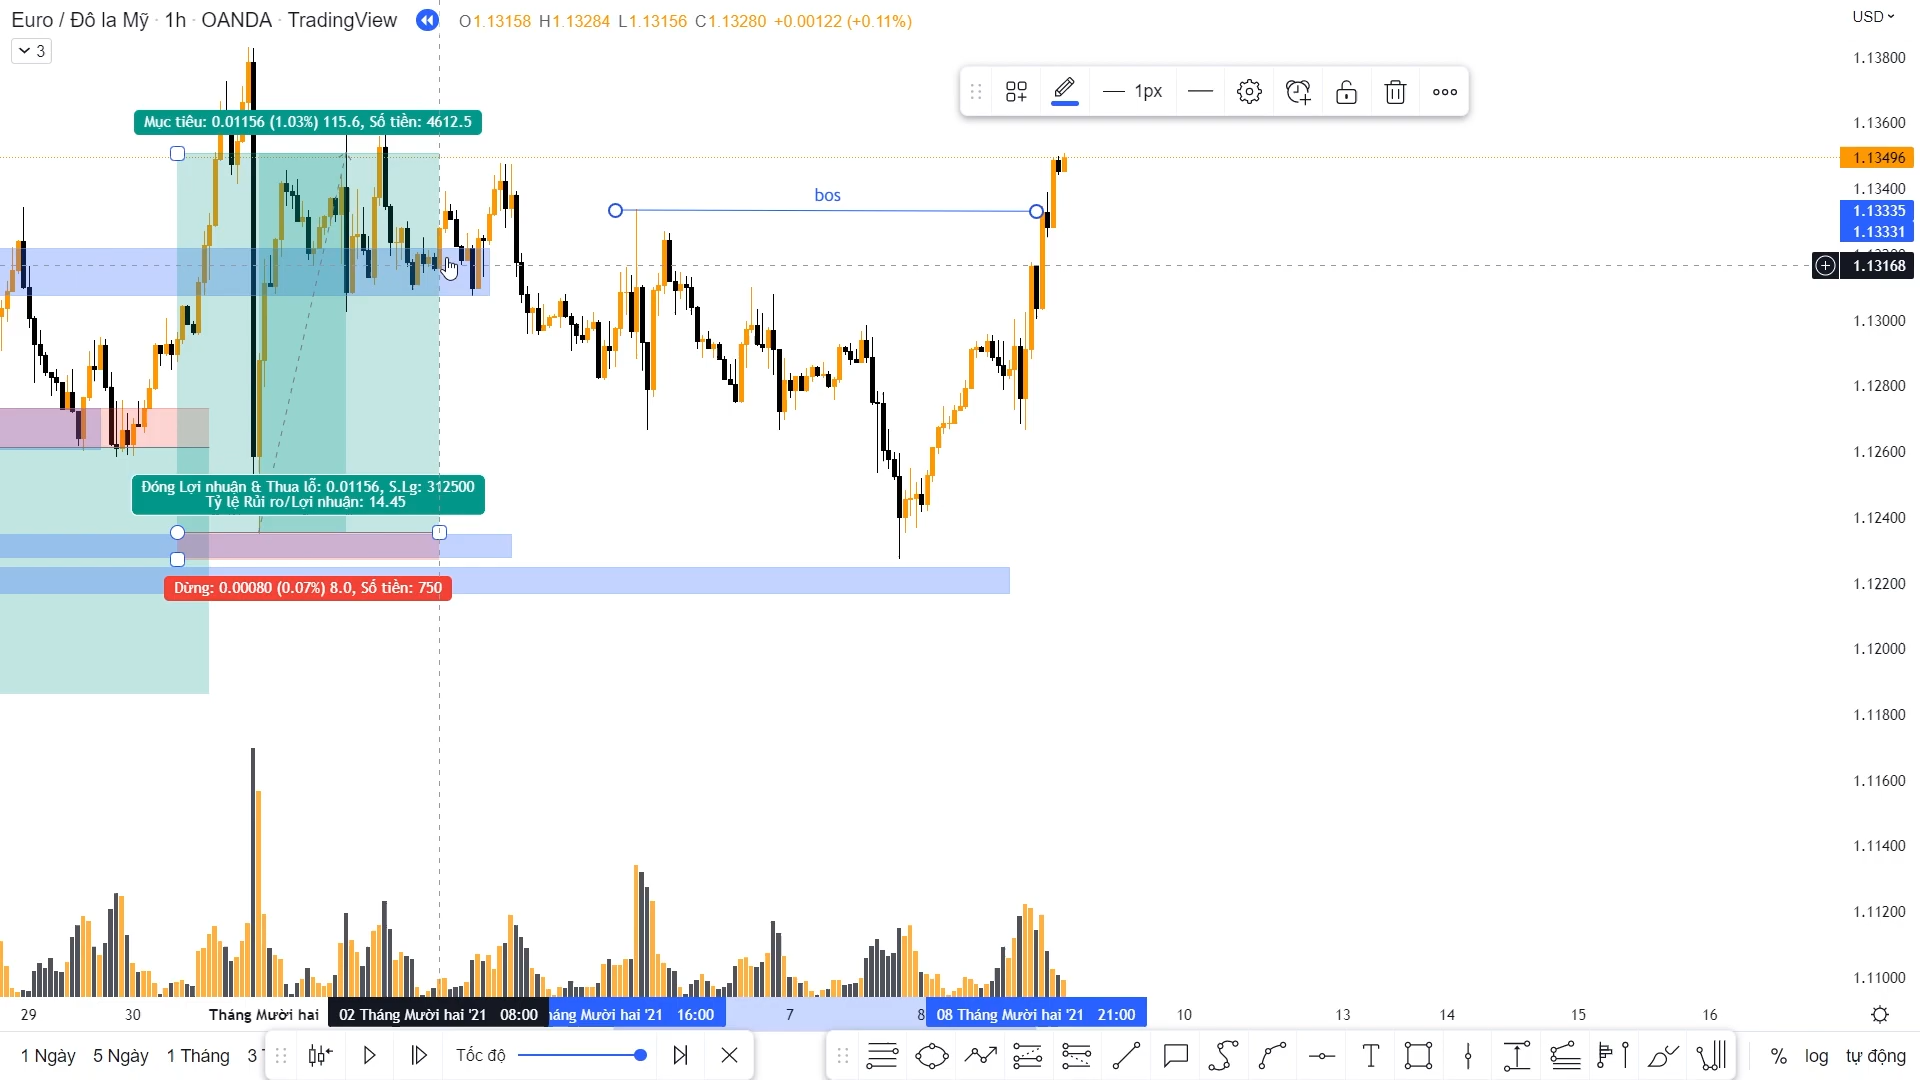 Euro / Đô la Mỹ · 1h · OANDA · TradingView
O1.13158 H1.13284 L1.13156 C1.13280 +0.00122 (+0.11%)
USD
3
1px
1.13800
Mục tiêu: 0.01156 (1.03%) 115.6, Số tiền: 4612.5
1.13600
1.13496
1.13400
bos
1.13335
1.13331
1.13168
1.13000
1.12800
1.12600
Đóng Lợi nhuận & Thua lỗ: 0.01156, S.Lg: 312500
Tỷ lệ Rủi ro/Lợi nhuận: 14.45
1.12400
Dừng: 0.00080 (0.07%) 8.0, Số tiền: 750
1.12200
1.12000
1.11800
1.11600
1.11400
1.11200
1.11000
29 30 Tháng Mười hai 02 Tháng Mười hai '21 08:00 háng Mười hai '21 16:00 7 8 08 Tháng Mười hai '21 21:00 10 13 14 15 16
1 Ngày 5 Ngày 1 Tháng 3 T Tốc độ % log tự động